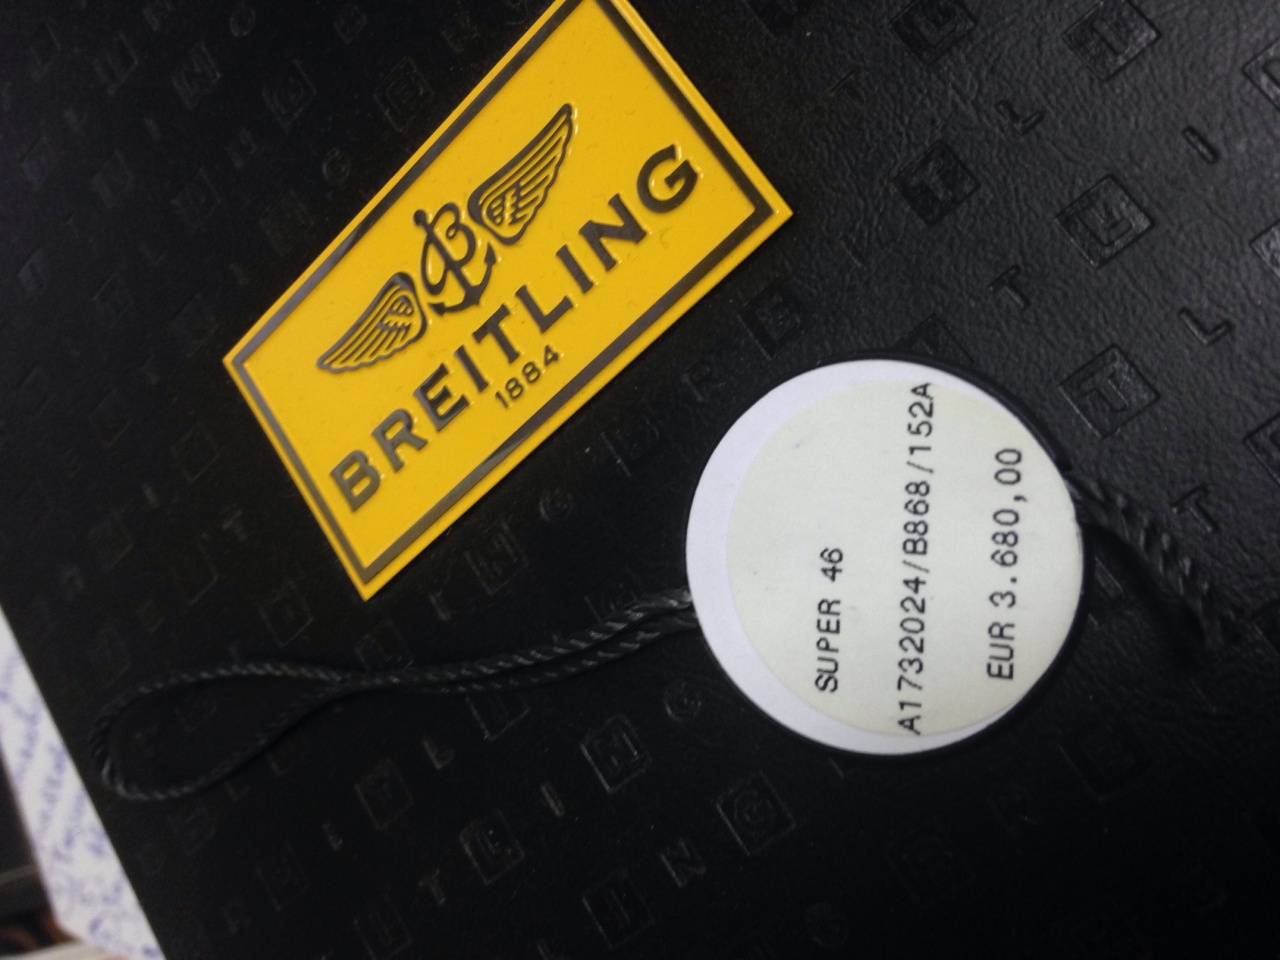 BREITLING
1884
SUPER 46
A1732024/B868/152A
EUR 3.680,00